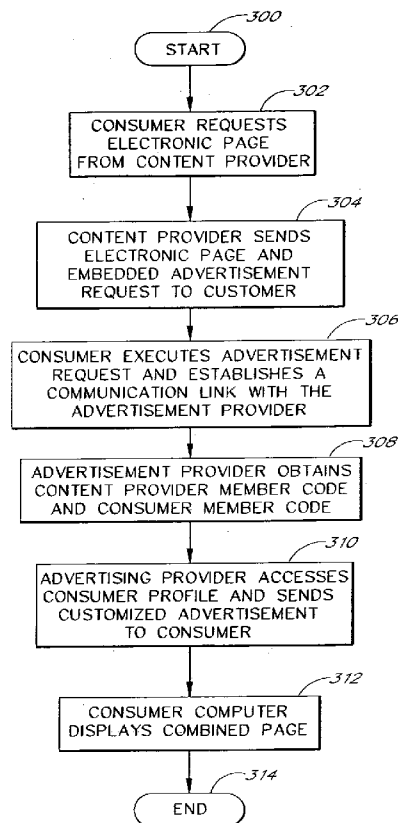 300
START
302
CONSUMER REQUESTS
ELECTRONIC PAGE
FROM CONTENT PROVIDER
304
CONTENT PROVIDER SENDS
ELECTRONIC PAGE AND
EMBEDDED ADVERTISEMENT
REQUEST TO CUSTOMER
306
CONSUMER EXECUTES ADVERTISEMENT
REQUEST AND ESTABLISHES A
COMMUNICATION LINK WITH THE
ADVERTISEMENT PROVIDER
308
ADVERTISEMENT PROVIDER OBTAINS
CONTENT PROVIDER MEMBER CODE
AND CONSUMER MEMBER CODE
310
ADVERTISING PROVIDER ACCESSES
CONSUMER PROFILE AND SENDS
CUSTOMIZED ADVERTISEMENT
TO CONSUMER
312
CONSUMER COMPUTER
DISPLAYS COMBINED PAGE
314
END